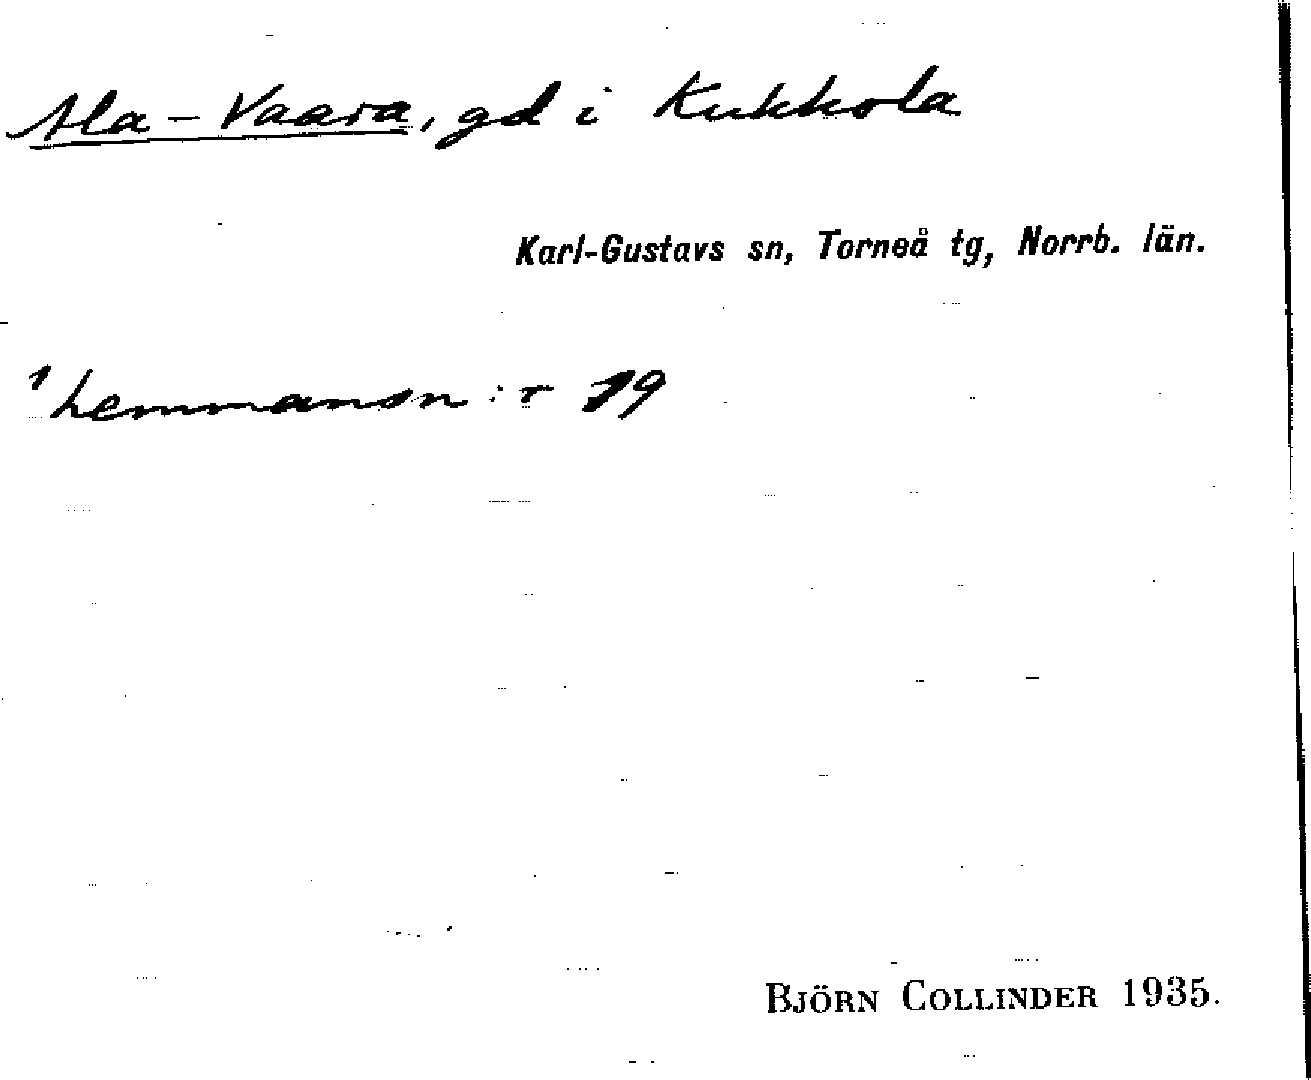 Ala-Vaara, gd i Kukkola
Karl-Gustavs sn, Torneå tg, Norrb. län.
1 hemmansn:r 19
BJÖRN COLLINDER 1935.